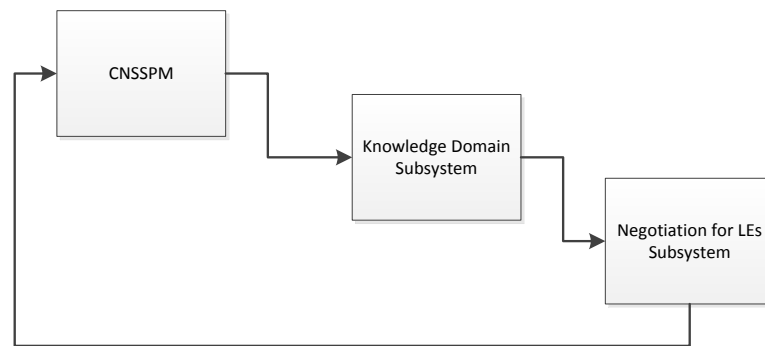 CNSSPM
Knowledge Domain
Subsystem
Negotiation for LEs
Subsystem